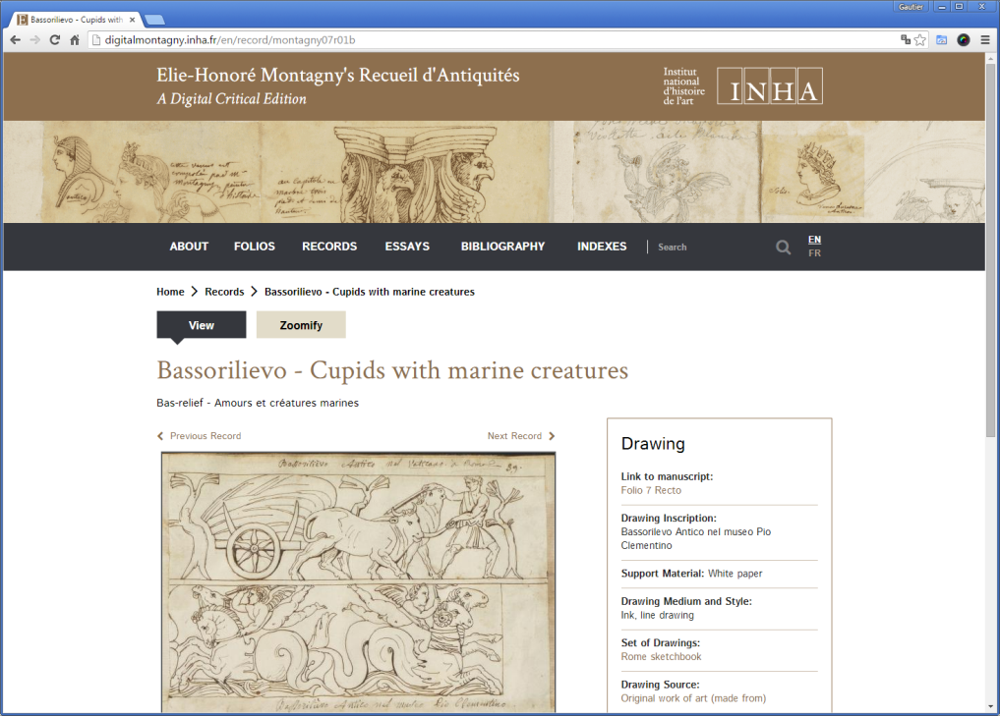 Gautier
Bassorilievo - Cupids with
digitalmontagny.inha.fr/en/record/montagny07r01b
Elie-Honoré Montagny's Recueil d'Antiquités
A Digital Critical Edition
Institut
national
d'histoire
de l'art
INHA
ABOUT FOLIOS RECORDS ESSAYS BIBLIOGRAPHY INDEXES Search
EN
FR
Home Records Bassorilievo - Cupids with marine creatures
View Zoomify
Bassorilievo - Cupids with marine creatures
Bas-relief - Amours et créatures marines
Previous Record Next Record
Bassorilievo Antico nel Vaticano
39.
Bassorilievo Antico nel museo Pio Clementino
Drawing
Link to manuscript:
Folio 7 Recto
Drawing Inscription:
Bassorilevo Antico nel museo Pio
Clementino
Support Material: White paper
Drawing Medium and Style:
Ink, line drawing
Set of Drawings:
Rome sketchbook
Drawing Source:
Original work of art (made from)